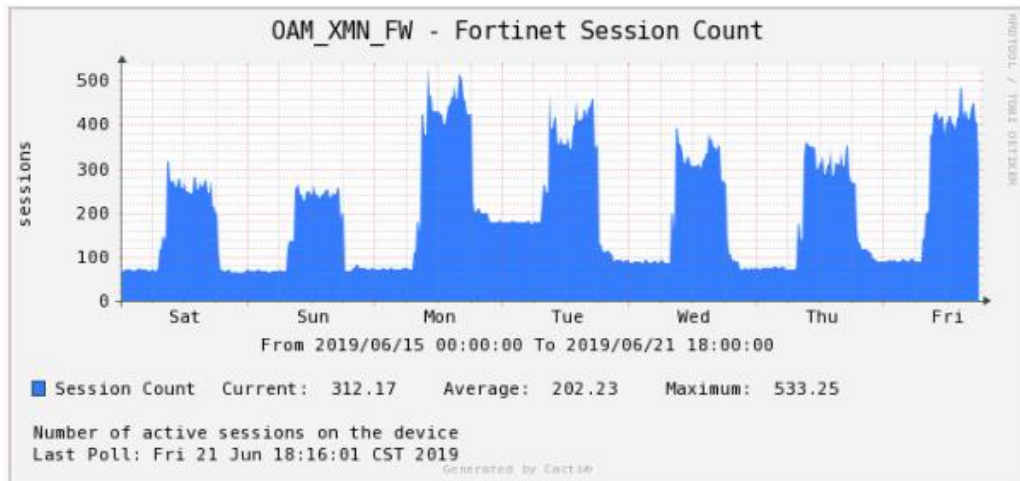 OAM_XMN_FW - Fortinet Session Count
RRDTOOL / TOBI OETIKER
sessions
500
400
300
200
100
0
Sat Sun Mon Tue Wed Thu Fri
From 2019/06/15 00:00:00 To 2019/06/21 18:00:00
Session Count Current: 312.17 Average: 202.23 Maximum: 533.25
Number of active sessions on the device
Last Poll: Fri 21 Jun 18:16:01 CST 2019
Generated by Cacti®